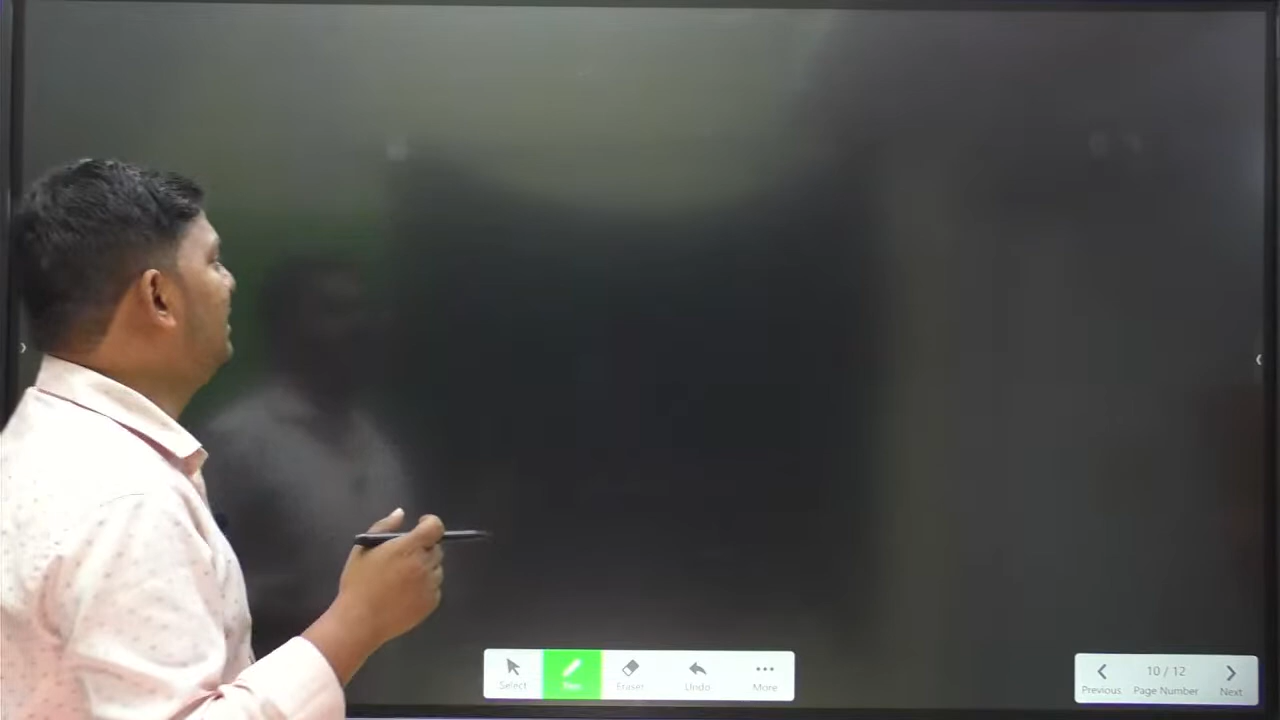 Select
Pen
Eraser
Undo
More
10 / 12
Previous
Page Number
Next